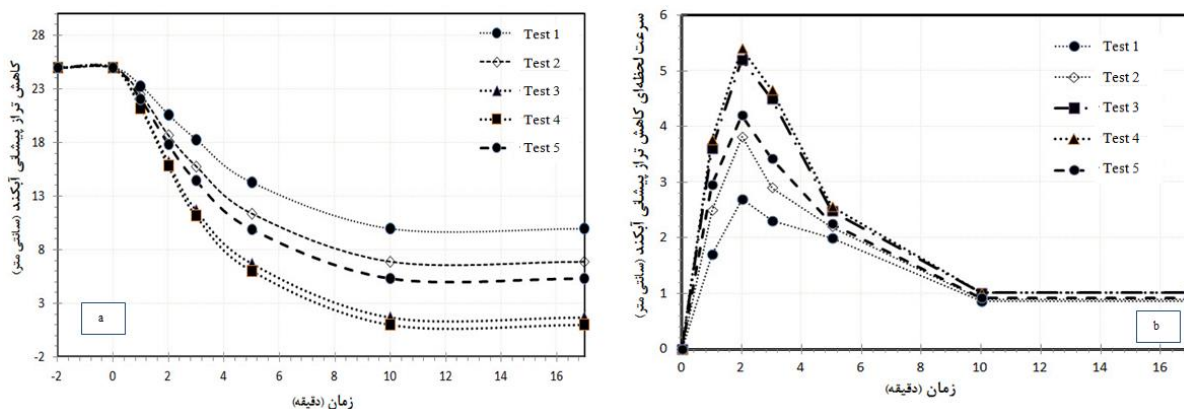 28
23
18
13
8
3
-2
کاهش تراز پیشانی آبکند (سانتی متر)
Test 1
Test 2
Test 3
Test 4
Test 5
a
-2 0 2 4 6 8 10 12 14 16
زمان (دقیقه)
6
5
4
3
2
1
0
سرعت لحظه‌ای کاهش تراز پیشانی آبکند (سانتی متر)
Test 1
Test 2
Test 3
Test 4
Test 5
b
0 2 4 6 8 10 12 14 16
زمان (دقیقه)